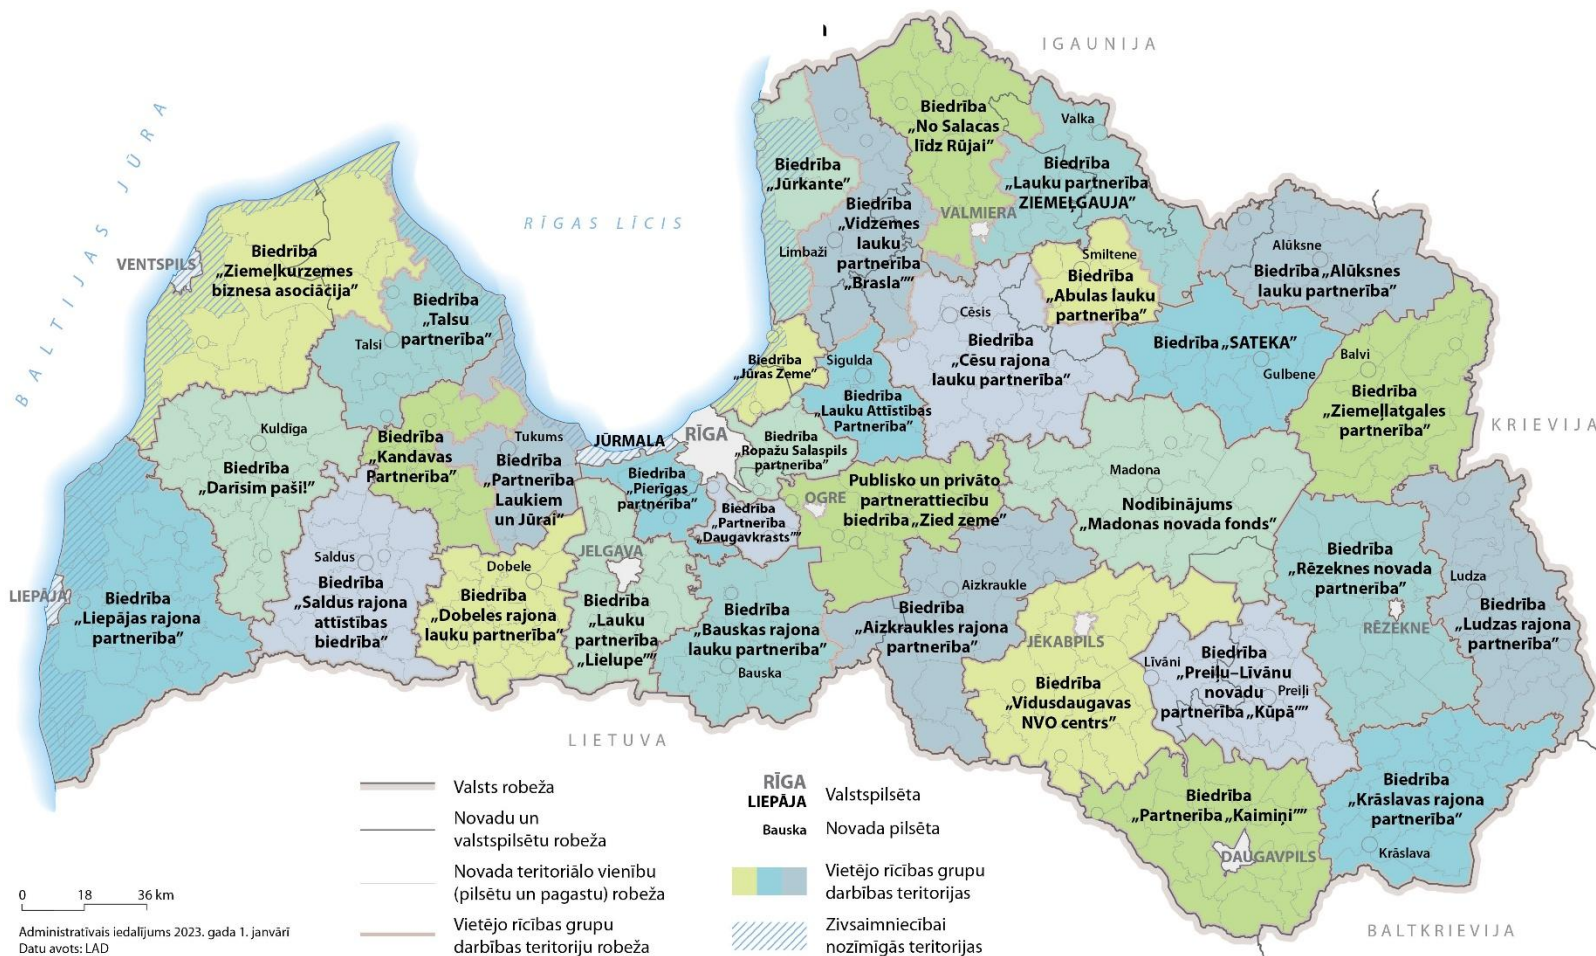 IGAUNIJA
BALTIJAS JŪRA
RĪGAS LĪCIS
KRIEVIJA
LIETUVA
BALTKRIEVIJA
Biedrība
„No Salacas
līdz Rūjai”
Valka
Biedrība
„Lauku partnerība
ZIEMEĻGAUJA”
VALMIERA
Biedrība
„Jūrkante”
Biedrība
„Vidzemes
lauku
partnerība
„Brasla””
Limbaži
Smiltene
Biedrība
„Abulas lauku
partnerība”
Alūksne
Biedrība „Alūksnes
lauku partnerība”
VENTSPILS
Biedrība
„Ziemeļkurzemes
biznesa asociācija”
Biedrība
„Talsu
partnerība”
Talsi
Biedrība
„Jūras Zeme”
Sigulda
Biedrība
„Lauku Attīstības
Partnerība”
Cēsis
Biedrība
„Cēsu rajona
lauku partnerība”
Biedrība „SATEKA”
Gulbene
Balvi
Biedrība
„Ziemeļlatgales
partnerība”
Kuldīga
Biedrība
„Darīsim paši!”
Biedrība
„Kandavas
Partnerība”
Tukums
Biedrība
„Partnerība
Laukiem
un Jūrai”
JŪRMALA
RĪGA
Biedrība
„Pierīgas
partnerība”
Biedrība
„Ropažu Salaspils
partnerība”
Biedrība
„Partnerība
„Daugavkrasts””
OGRE
Publisko un privāto
partnerattiecību
biedrība „Zied zeme”
Madona
Nodibinājums
„Madonas novada fonds”
LIEPĀJA
Biedrība
„Liepājas rajona
partnerība”
Saldus
Biedrība
„Saldus rajona
attīstības
biedrība”
Dobele
Biedrība
„Dobeles rajona
lauku partnerība”
JELGAVA
Biedrība
„Lauku
partnerība
„Lielupe””
Biedrība
„Bauskas rajona
lauku partnerība”
Bauska
Aizkraukle
Biedrība
„Aizkraukles rajona
partnerība”
JĒKABPILS
Biedrība
„Vidusdaugavas
NVO centrs”
Līvāni
Biedrība
„Preiļu–Līvānu
novadu
partnerība „Kūpā””
Preiļi
Biedrība
„Rēzeknes novada
partnerība”
RĒZEKNE
Ludza
Biedrība
„Ludzas rajona
partnerība”
Biedrība
„Partnerība „Kaimiņi””
DAUGAVPILS
Biedrība
„Krāslavas rajona
partnerība”
Krāslava
Valsts robeža
Novadu un
valstspilsētu robeža
Novada teritoriālo vienību
(pilsētu un pagastu) robeža
Vietējo rīcības grupu
darbības teritoriju robeža
RĪGA
LIEPĀJA
Valstspilsēta
Bauska
Novada pilsēta
Vietējo rīcības grupu
darbības teritorijas
Zivsaimniecībai
nozīmīgās teritorijas
0 18 36 km
Administratīvais iedalījums 2023. gada 1. janvārī
Datu avots: LAD